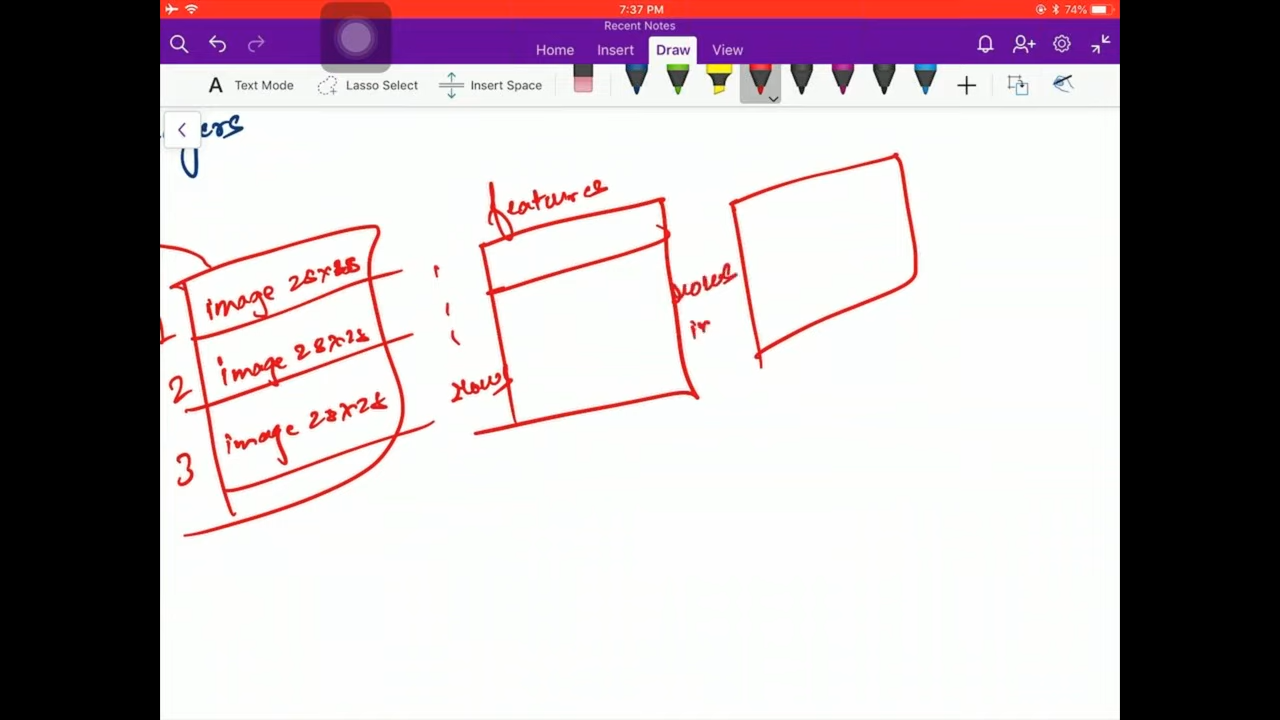 7:37 PM
74%
Recent Notes
Home Insert Draw View
A Text Mode Lasso Select Insert Space
features
1 image 28x28
2 image 28x28
3 image 28x28
rows
rows
in